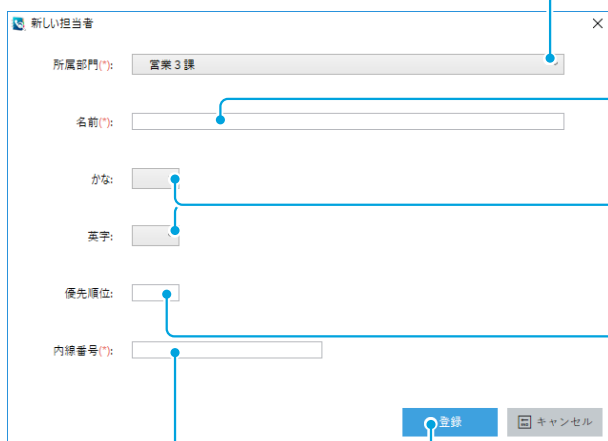 新しい担当者
所属部門(*): 営業3課
名前(*):
かな:
英字:
優先順位:
内線番号(*):
登録 キャンセル